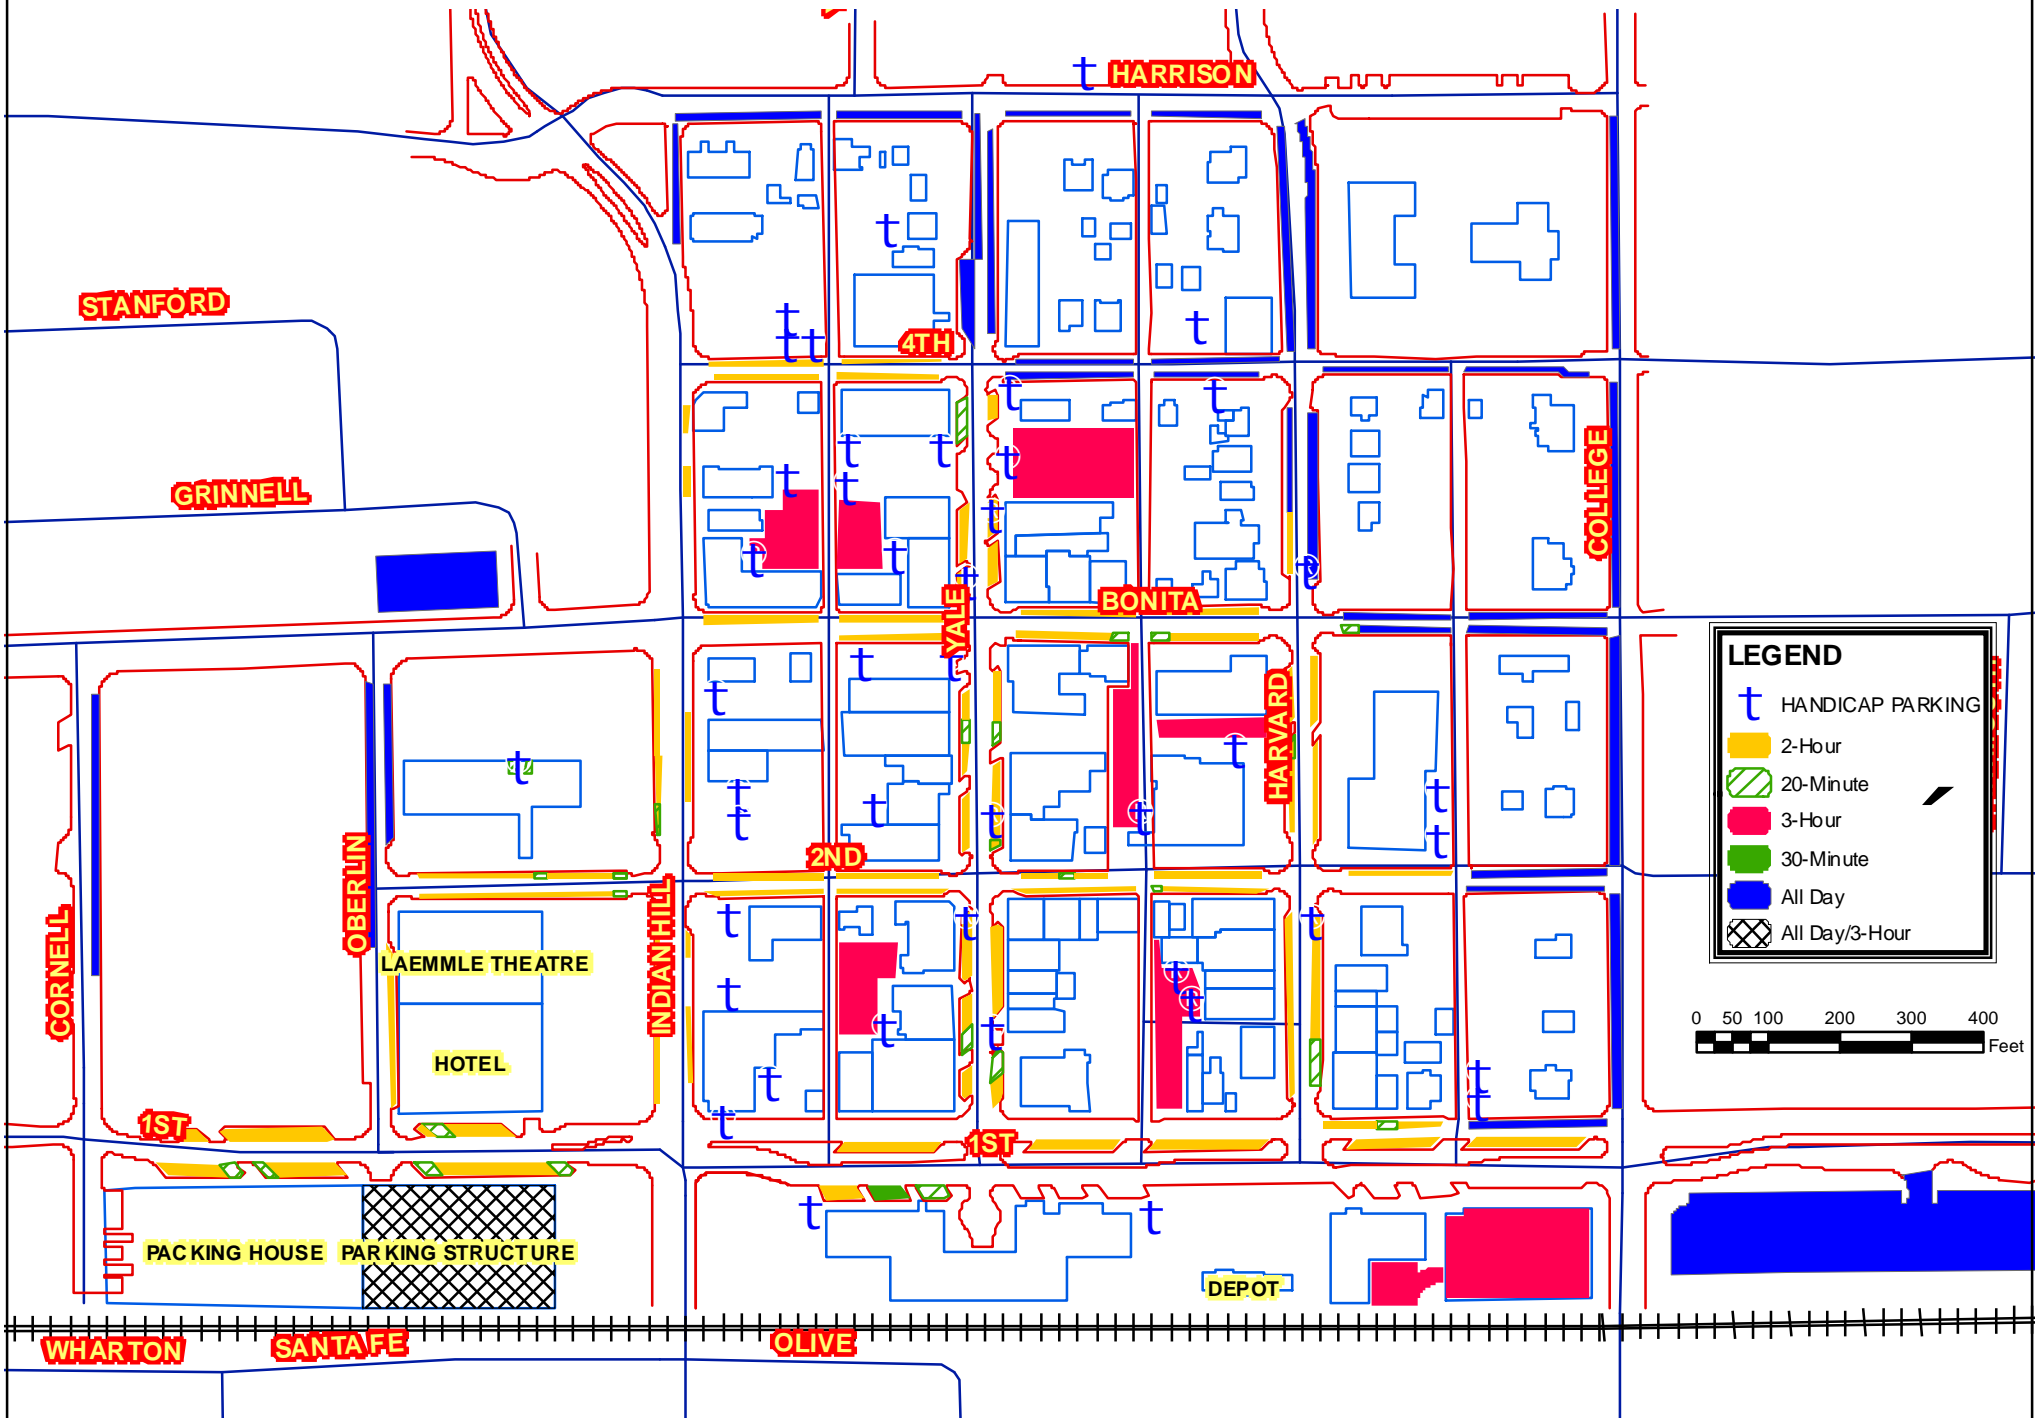 HARRISON
STANFORD
4TH
GRINNELL
COLLEGE
BONITA
YALE
LEGEND
HANDICAP PARKING
2-Hour
20-Minute
3-Hour
30-Minute
All Day
All Day/3-Hour
HARVARD
2ND
OBERLIN
INDIAN HILL
CORNELL
LAEMMLE THEATRE
HOTEL
0 50 100 200 300 400
Feet
1ST
1ST
PACKING HOUSE
PARKING STRUCTURE
DEPOT
WHARTON
SANTA FE
OLIVE